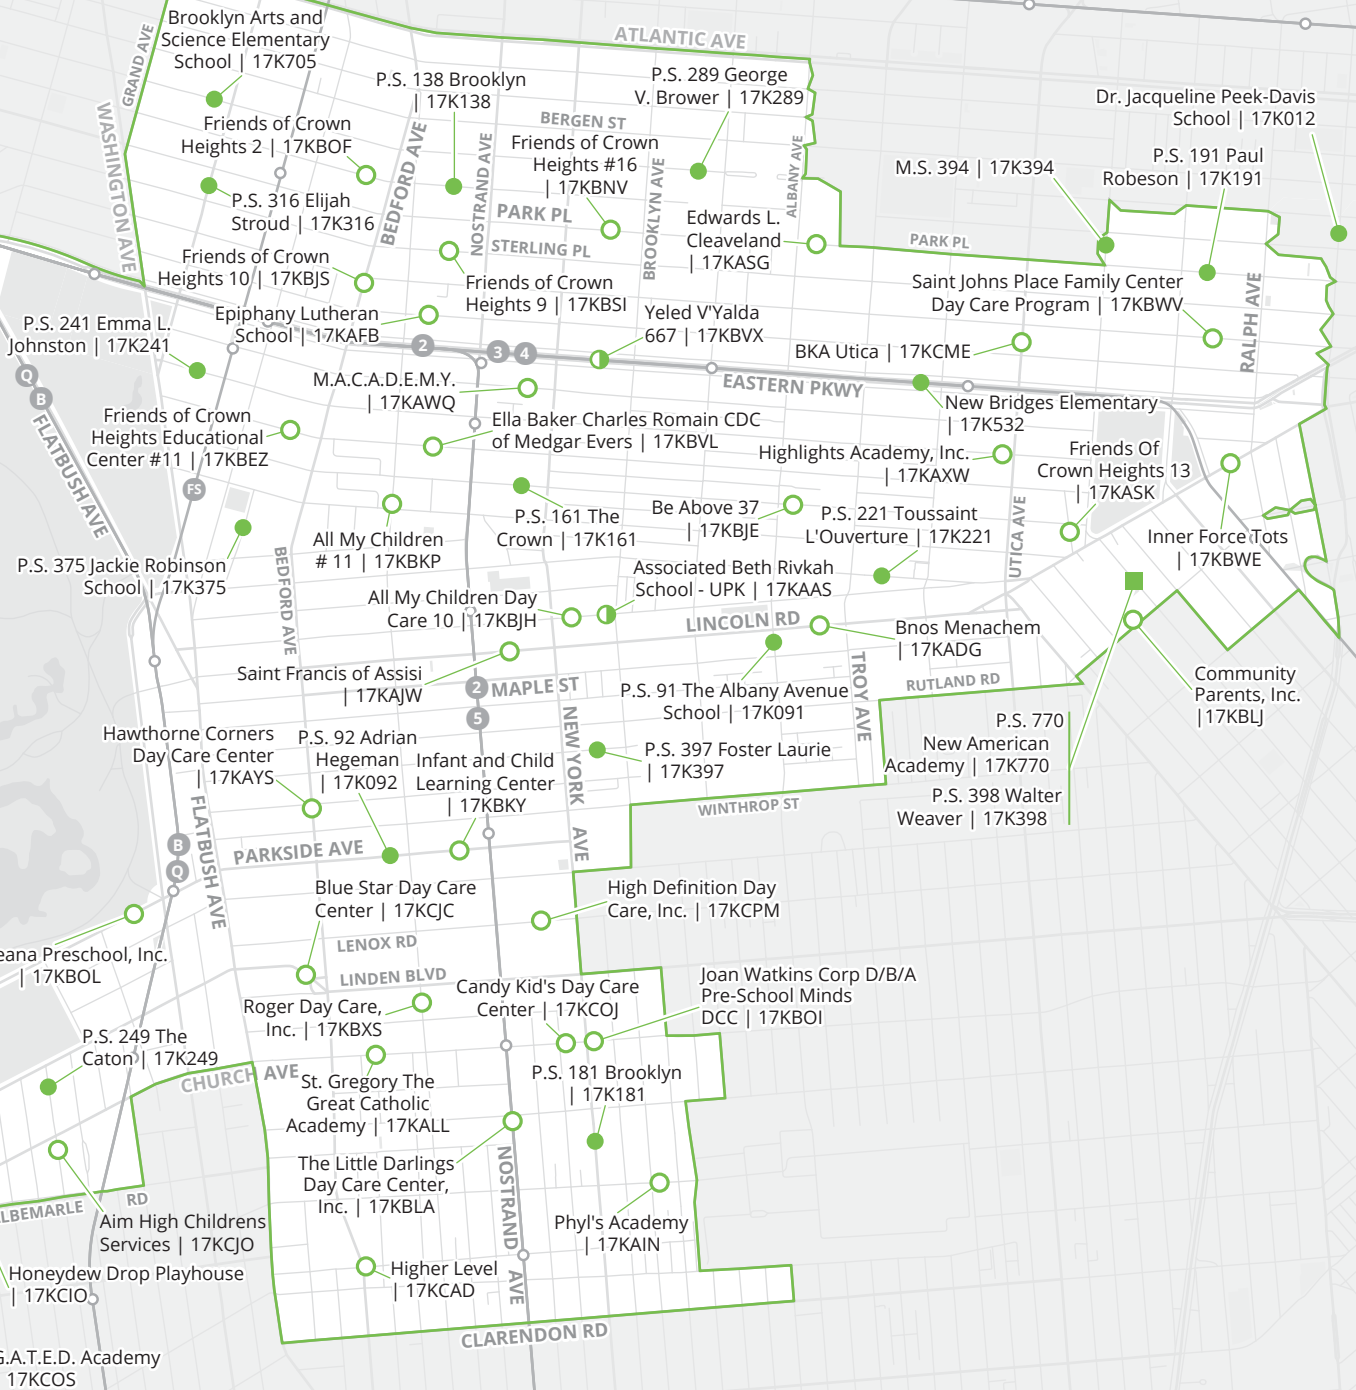 Brooklyn Arts and
Science Elementary
School | 17K705
GRAND AVE
WASHINGTON AVE
ATLANTIC AVE
P.S. 138 Brooklyn
| 17K138
P.S. 289 George
V. Brower | 17K289
BERGEN ST
Friends of Crown
Heights 2 | 17KBOF
BEDFORD AVE
NOSTRAND AVE
Friends of Crown
Heights #16
| 17KBNV
BROOKLYN AVE
ALBANY AVE
Dr. Jacqueline Peek-Davis
School | 17K012
M.S. 394 | 17K394
P.S. 191 Paul
Robeson | 17K191
P.S. 316 Elijah
Stroud | 17K316
PARK PL
STERLING PL
Edwards L.
Cleaveland
| 17KASG
PARK PL
Friends of Crown
Heights 10 | 17KBJS
Friends of Crown
Heights 9 | 17KBSI
Saint Johns Place Family Center
Day Care Program | 17KBWV
RALPH AVE
Epiphany Lutheran
School | 17KAFB
Yeled V'Yalda
667 | 17KBVX
P.S. 241 Emma L.
Johnston | 17K241
2
3
4
BKA Utica | 17KCME
Q
B
M.A.C.A.D.E.M.Y.
| 17KAWQ
EASTERN PKWY
New Bridges Elementary
| 17K532
FLATBUSH AVE
Friends of Crown
Heights Educational
Center #11 | 17KBEZ
Ella Baker Charles Romain CDC
of Medgar Evers | 17KBVL
Highlights Academy, Inc.
| 17KAXW
Friends Of
Crown Heights 13
| 17KASK
FS
All My Children
# 11 | 17KBKP
P.S. 161 The
Crown | 17K161
Be Above 37
| 17KBJE
P.S. 221 Toussaint
L'Ouverture | 17K221
UTICA AVE
Inner Force Tots
| 17KBWE
P.S. 375 Jackie Robinson
School | 17K375
BEDFORD AVE
Associated Beth Rivkah
School - UPK | 17KAAS
All My Children Day
Care 10 | 17KBJH
LINCOLN RD
Bnos Menachem
| 17KADG
Saint Francis of Assisi
| 17KAJW
2
MAPLE ST
5
P.S. 91 The Albany Avenue
School | 17K091
TROY AVE
RUTLAND RD
Community
Parents, Inc.
|17KBLJ
P.S. 770
New American
Academy | 17K770
P.S. 398 Walter
Weaver | 17K398
Hawthorne Corners
Day Care Center
| 17KAYS
P.S. 92 Adrian
Hegeman
| 17K092
Infant and Child
Learning Center
| 17KBKY
NEW YORK AVE
P.S. 397 Foster Laurie
| 17K397
WINTHROP ST
FLATBUSH AVE
B
Q
PARKSIDE AVE
Blue Star Day Care
Center | 17KCJC
High Definition Day
Care, Inc. | 17KCPM
LENOX RD
eana Preschool, Inc.
| 17KBOL
LINDEN BLVD
Roger Day Care,
Inc. | 17KBXS
Candy Kid's Day Care
Center | 17KCOJ
Joan Watkins Corp D/B/A
Pre-School Minds
DCC | 17KBOI
P.S. 249 The
Caton | 17K249
CHURCH AVE
St. Gregory The
Great Catholic
Academy | 17KALL
P.S. 181 Brooklyn
| 17K181
The Little Darlings
Day Care Center,
Inc. | 17KBLA
NOSTRAND AVE
LBEMARLE RD
Aim High Childrens
Services | 17KCJO
Phyl's Academy
| 17KAIN
Honeydew Drop Playhouse
| 17KCIO
Higher Level
| 17KCAD
CLARENDON RD
G.A.T.E.D. Academy
17KCOS